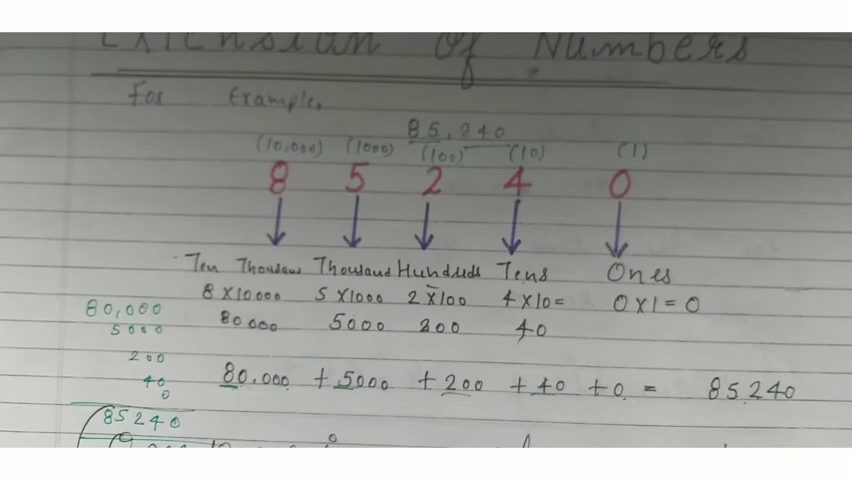 Extension Of Numbers
For Example,
85,240
(10,000) (1000) (100) (10) (1)
8 5 2 4 0
Ten Thousand Thousand Hundreds Tens Ones
8 X 10000 5 X 1000 2 X 100 4 X 10 = 0 X 1 = 0
80000 5000 200 40
80,000
5000
200
40
0
85240
80,000 + 5000 + 200 + 40 + 0 = 85240